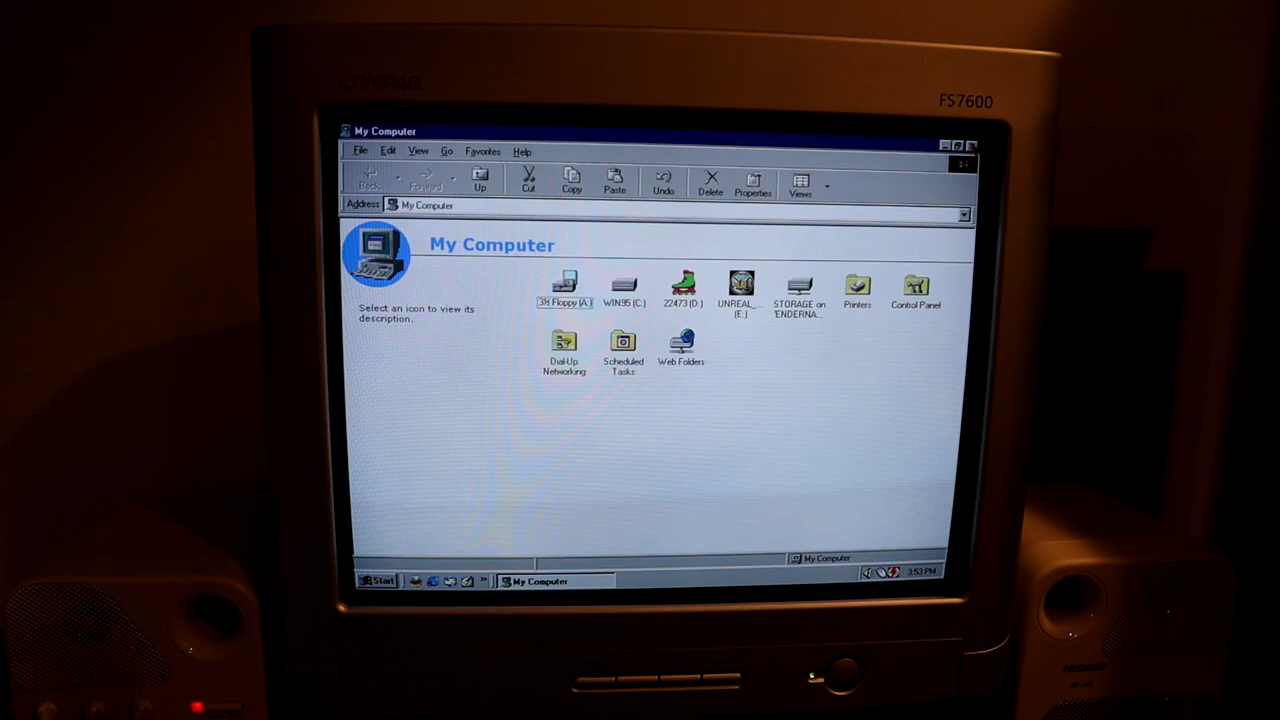 COMPAQ
FS7600
My Computer
File Edit View Go Favorites Help
Back Forward Up Cut Copy Paste Undo Delete Properties Views
Address My Computer
My Computer
Select an icon to view its
description.
3½ Floppy (A:) WIN95 (C:) 22473 (D:) UNREAL_... (E:) STORAGE on 'ENDERNA... Printers Control Panel
Dial-Up Networking Scheduled Tasks Web Folders
My Computer
Start » My Computer 3:53 PM